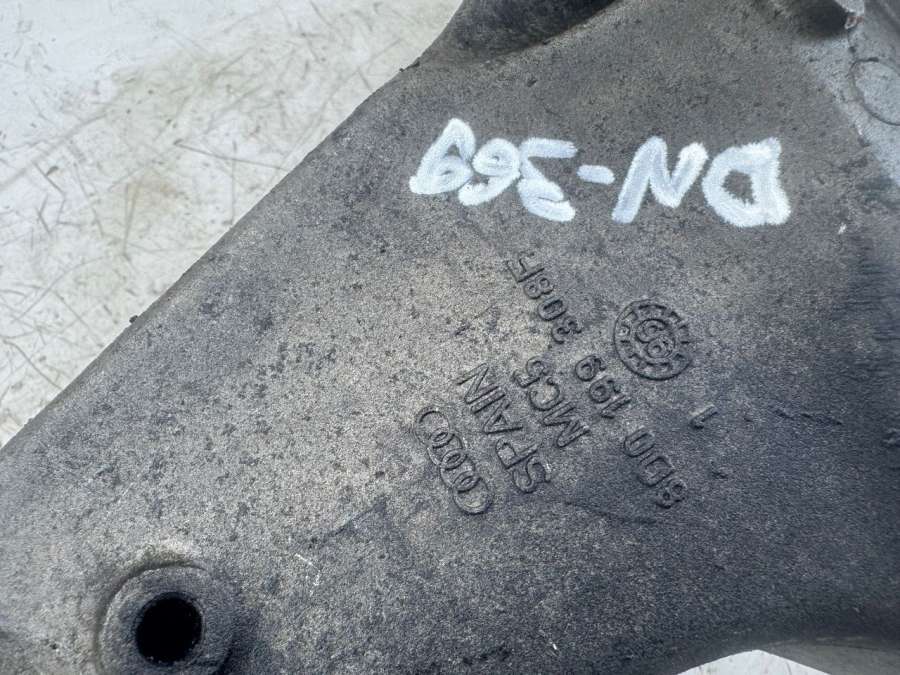 DN-369
SPAIN
MC5
8D0 199 308F
1